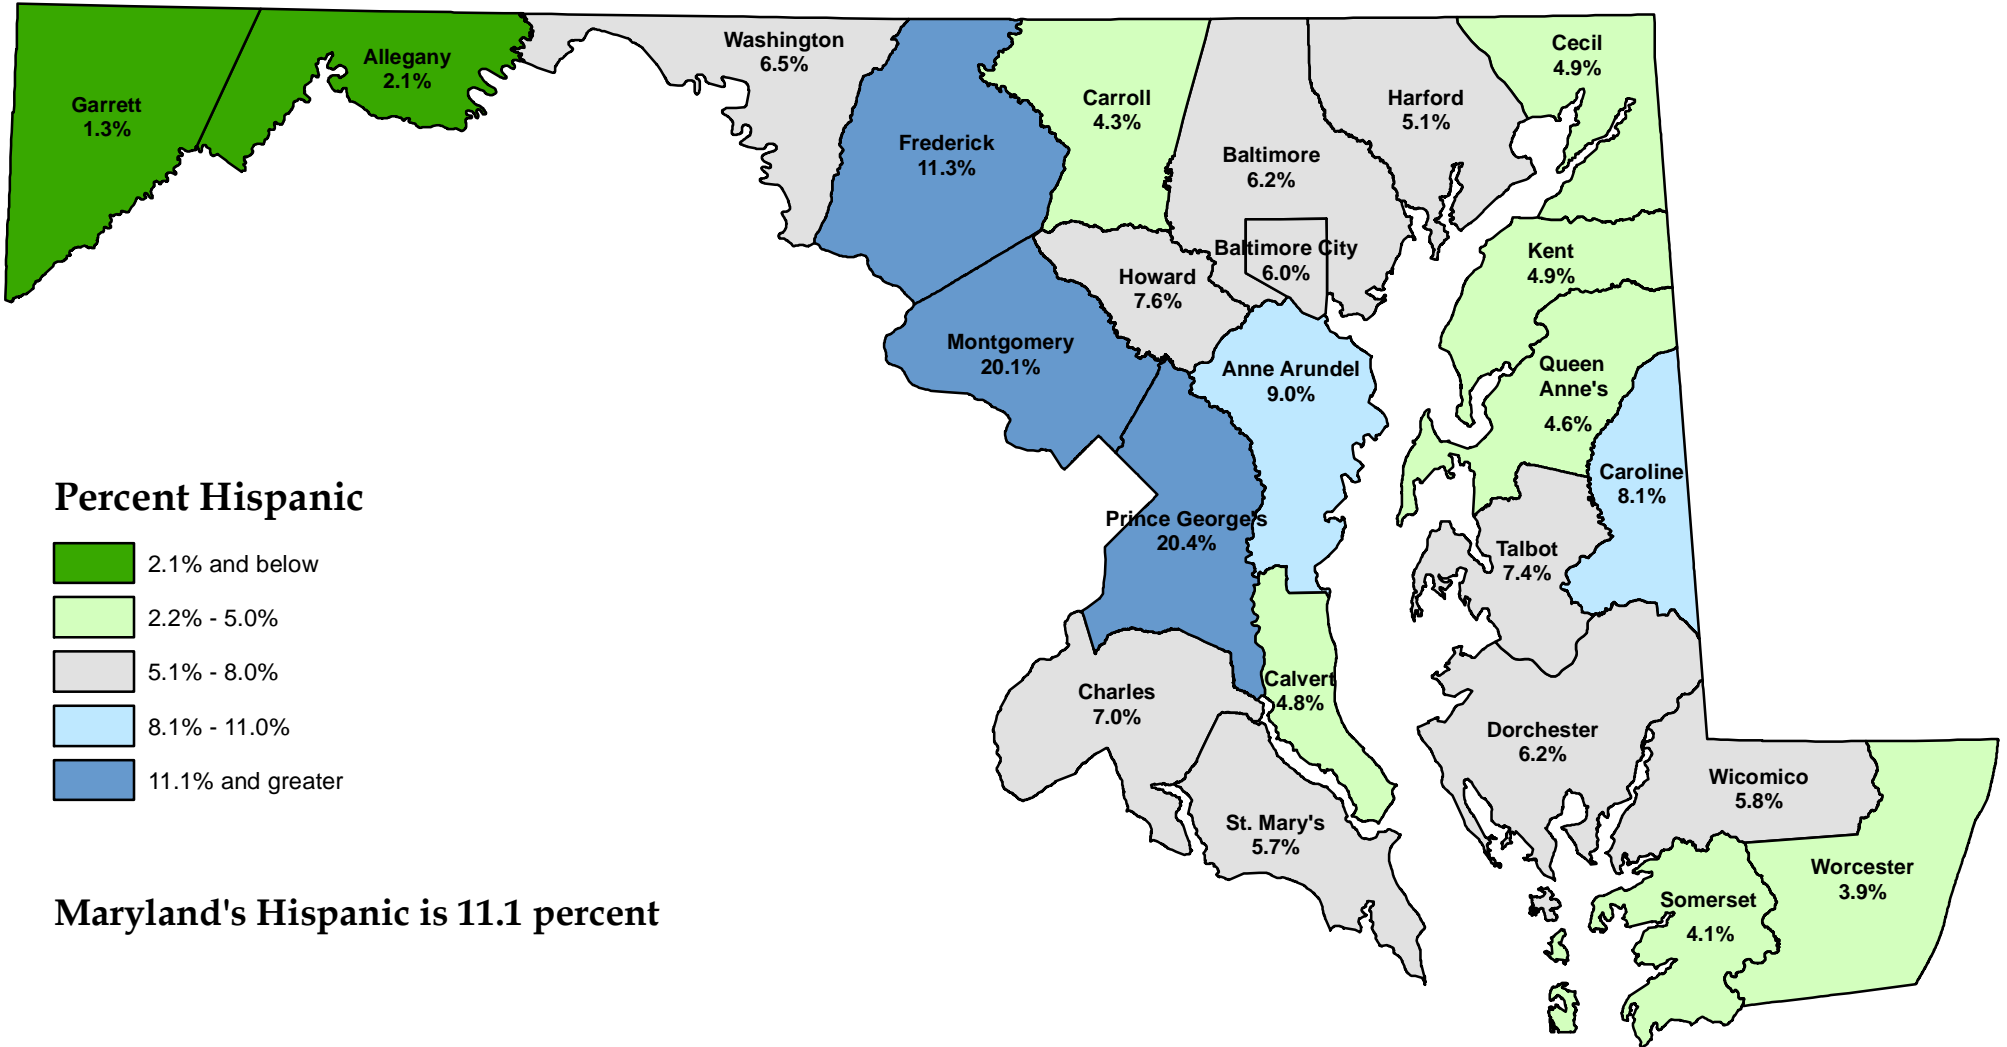 Garrett
1.3%
Allegany
2.1%
Washington
6.5%
Frederick
11.3%
Carroll
4.3%
Baltimore
6.2%
Baltimore City
6.0%
Harford
5.1%
Cecil
4.9%
Kent
4.9%
Howard
7.6%
Montgomery
20.1%
Anne Arundel
9.0%
Queen
Anne's
4.6%
Caroline
8.1%
Prince George's
20.4%
Talbot
7.4%
Charles
7.0%
Calvert
4.8%
Dorchester
6.2%
St. Mary's
5.7%
Wicomico
5.8%
Somerset
4.1%
Worcester
3.9%
Percent Hispanic
2.1% and below
2.2% - 5.0%
5.1% - 8.0%
8.1% - 11.0%
11.1% and greater
Maryland's Hispanic is 11.1 percent